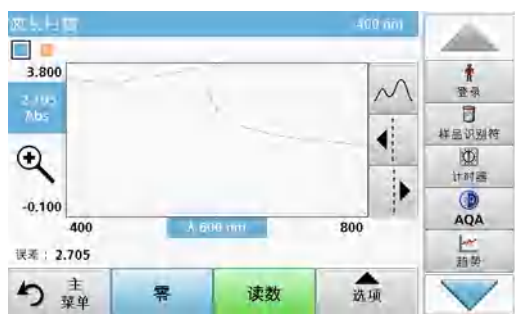 波长扫描
400 nm
3.800
2.705
Abs
-0.100
400
λ 600 nm
800
误差： 2.705
主
菜单
零
读数
选项
登录
样品识别符
计时器
AQA
趋势